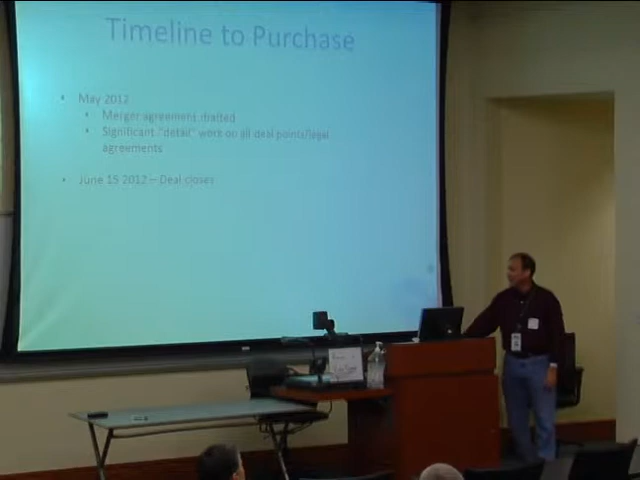 Timeline to Purchase
• May 2012
• Merger agreement drafted
• Significant "detail" work on all deal points/legal
agreements
• June 15 2012 – Deal closes